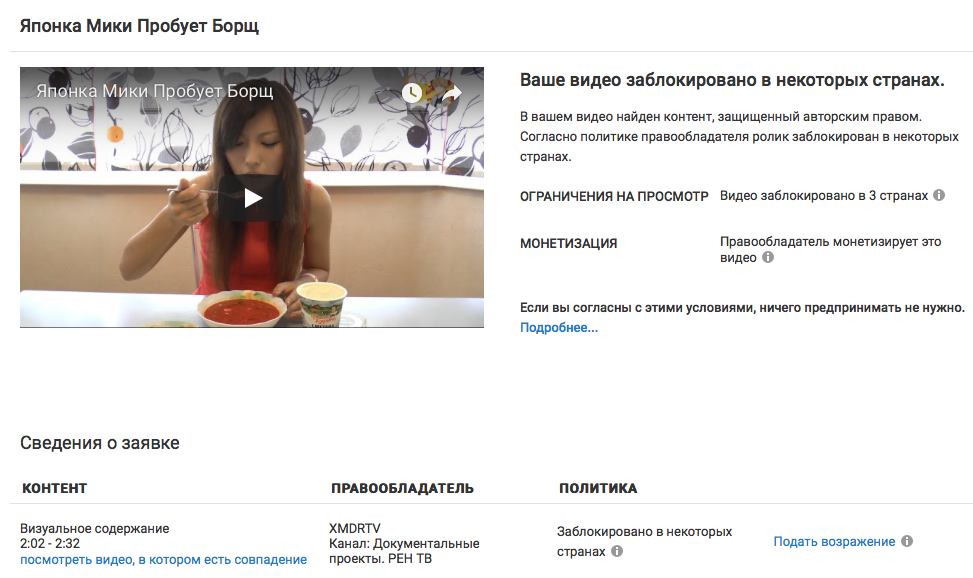 Японка Мики Пробует Борщ
Японка Мики Пробует Борщ
Ваше видео заблокировано в некоторых странах.
В вашем видео найден контент, защищенный авторским правом.
Согласно политике правообладателя ролик заблокирован в некоторых
странах.
ОГРАНИЧЕНИЯ НА ПРОСМОТР Видео заблокировано в 3 странах
МОНЕТИЗАЦИЯ Правообладатель монетизирует это
видео
Если вы согласны с этими условиями, ничего предпринимать не нужно.
Подробнее...
Сведения о заявке
КОНТЕНТ ПРАВООБЛАДАТЕЛЬ ПОЛИТИКА
Визуальное содержание
2:02 - 2:32
посмотреть видео, в котором есть совпадение
XMDRTV
Канал: Документальные
проекты. РЕН ТВ
Заблокировано в некоторых
странах
Подать возражение